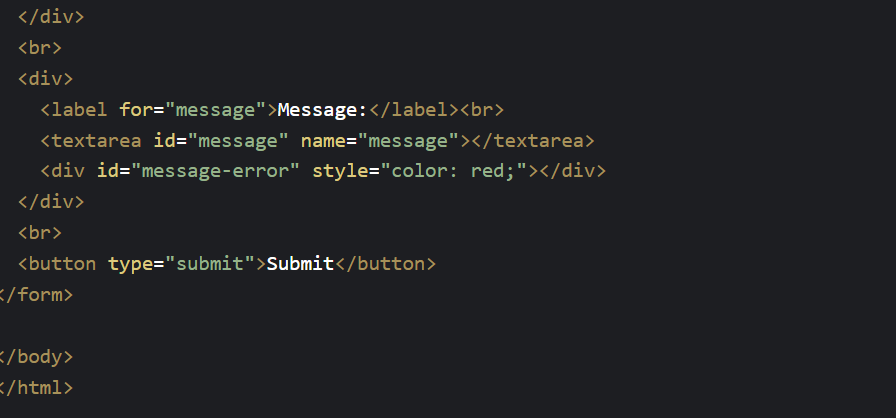 </div>
<br>
<div>
<label for="message">Message:</label><br>
<textarea id="message" name="message"></textarea>
<div id="message-error" style="color: red;"></div>
</div>
<br>
<button type="submit">Submit</button>
</form>
</body>
</html>